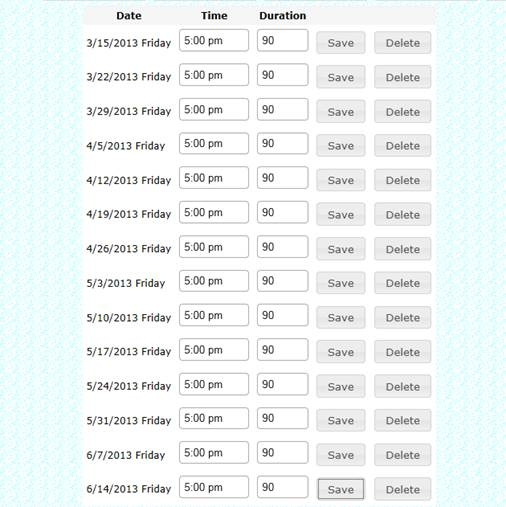 Date Time Duration
3/15/2013 Friday 5:00 pm 90 Save Delete
3/22/2013 Friday 5:00 pm 90 Save Delete
3/29/2013 Friday 5:00 pm 90 Save Delete
4/5/2013 Friday 5:00 pm 90 Save Delete
4/12/2013 Friday 5:00 pm 90 Save Delete
4/19/2013 Friday 5:00 pm 90 Save Delete
4/26/2013 Friday 5:00 pm 90 Save Delete
5/3/2013 Friday 5:00 pm 90 Save Delete
5/10/2013 Friday 5:00 pm 90 Save Delete
5/17/2013 Friday 5:00 pm 90 Save Delete
5/24/2013 Friday 5:00 pm 90 Save Delete
5/31/2013 Friday 5:00 pm 90 Save Delete
6/7/2013 Friday 5:00 pm 90 Save Delete
6/14/2013 Friday 5:00 pm 90 Save Delete